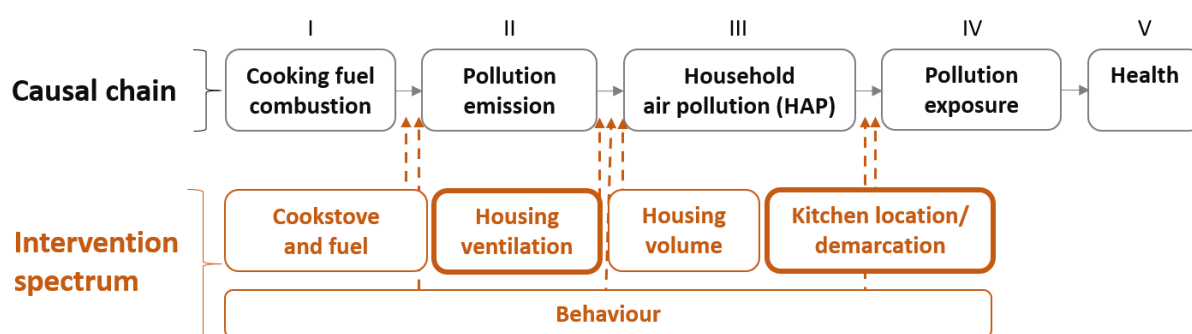 I II III IV V
Causal chain
Cooking fuel
combustion
Pollution
emission
Household
air pollution (HAP)
Pollution
exposure
Health
Intervention
spectrum
Cookstove
and fuel
Housing
ventilation
Housing
volume
Kitchen location/
demarcation
Behaviour